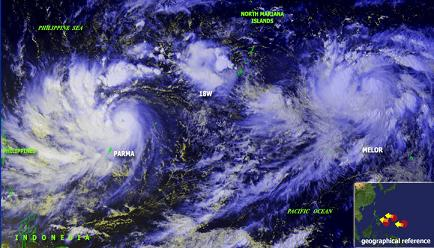 PHILIPPINE SEA
NORTH MARIANA
ISLANDS
18W
PARMA
MELOR
PHILIPPINES
PACIFIC OCEAN
INDONESIA
geographical reference